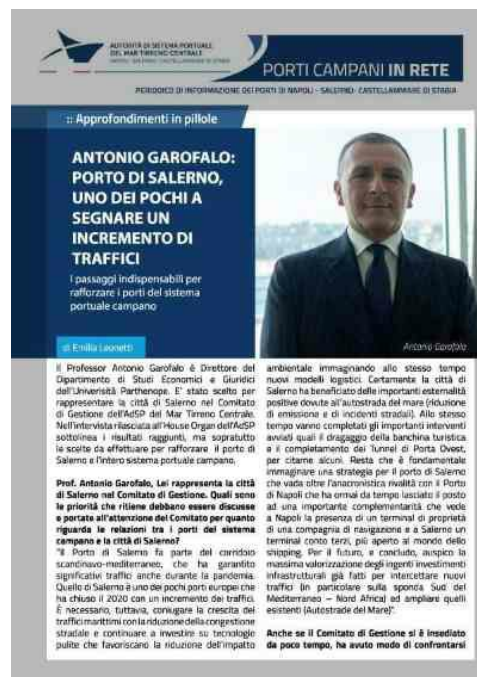 AUTORITÀ DI SISTEMA PORTUALE
DEL MAR TIRRENO CENTRALE
NAPOLI - SALERNO - CASTELLAMMARE DI STABIA
PORTI CAMPANI IN RETE
PERIODICO DI INFORMAZIONE DEI PORTI DI NAPOLI - SALERNO- CASTELLAMMARE DI STABIA
:: Approfondimenti in pillole
ANTONIO GAROFALO:
PORTO DI SALERNO,
UNO DEI POCHI A
SEGNARE UN
INCREMENTO DI
TRAFFICI
I passaggi indispensabili per
rafforzare i porti del sistema
portuale campano
di Emilia Leonetti
Antonio Garofalo
Il Professor Antonio Garofalo è Direttore del
Dipartimento di Studi Economici e Giuridici
dell'Univerisità Parthenope. E' stato scelto per
rappresentare la città di Salerno nel Comitato
di Gestione dell'AdSP del Mar Tirreno Centrale.
Nell'intervista rilasciata all'House Organ dell'AdSP
sottolinea i risultati raggiunti, ma sopratutto
le scelte da effettuare per rafforzare il porto di
Salerno e l'intero sistema portuale campano.
Prof. Antonio Garofalo, Lei rappresenta la città
di Salerno nel Comitato di Gestione. Quali sono
le priorità che ritiene debbano essere discusse
e portate all'attenzione del Comitato per quanto
riguarda le relazioni tra i porti del sistema
campano e la città di Salerno?
"Il Porto di Salerno fa parte del corridoio
scandinavo-mediterraneo, che ha garantito
significativi traffici anche durante la pandemia.
Quello di Salerno è uno dei pochi porti europei che
ha chiuso il 2020 con un incremento dei traffici.
È necessario, tuttavia, coniugare la crescita del
traffici marittimi con la riduzione della congestione
stradale e continuare a investire su tecnologie
pulite che favoriscano la riduzione dell'impatto
ambientale immaginando allo stesso tempo
nuovi modelli logistici. Certamente la città di
Salerno ha beneficiato delle importanti esternalità
positive dovute all'autostrada del mare (riduzione
di emissione e di incidenti stradali). Allo stesso
tempo vanno completati gli importanti interventi
avviati quali il dragaggio della banchina turistica
e il completamento dei Tunnel di Porta Ovest,
per citarne alcuni. Resta che è fondamentale
immaginare una strategia per il porto di Salerno
che vada oltre l'anacronistica rivalità con il Porto
di Napoli che ha ormai da tempo lasciato il posto
ad una importante complementarità che vede
a Napoli la presenza di un terminal di proprietà
di una compagnia di navigazione e a Salerno un
terminal conto terzi, più aperto al mondo dello
shipping. Per il futuro, e concludo, auspico la
massima valorizzazione degli ingenti investimenti
infrastrutturali già fatti per intercettare nuovi
traffici (in particolare sulla sponda Sud del
Mediterraneo – Nord Africa) ed ampliare quelli
esistenti (Autostrade del Mare)".
Anche se il Comitato di Gestione si è insediato
da poco tempo, ha avuto modo di confrontarsi